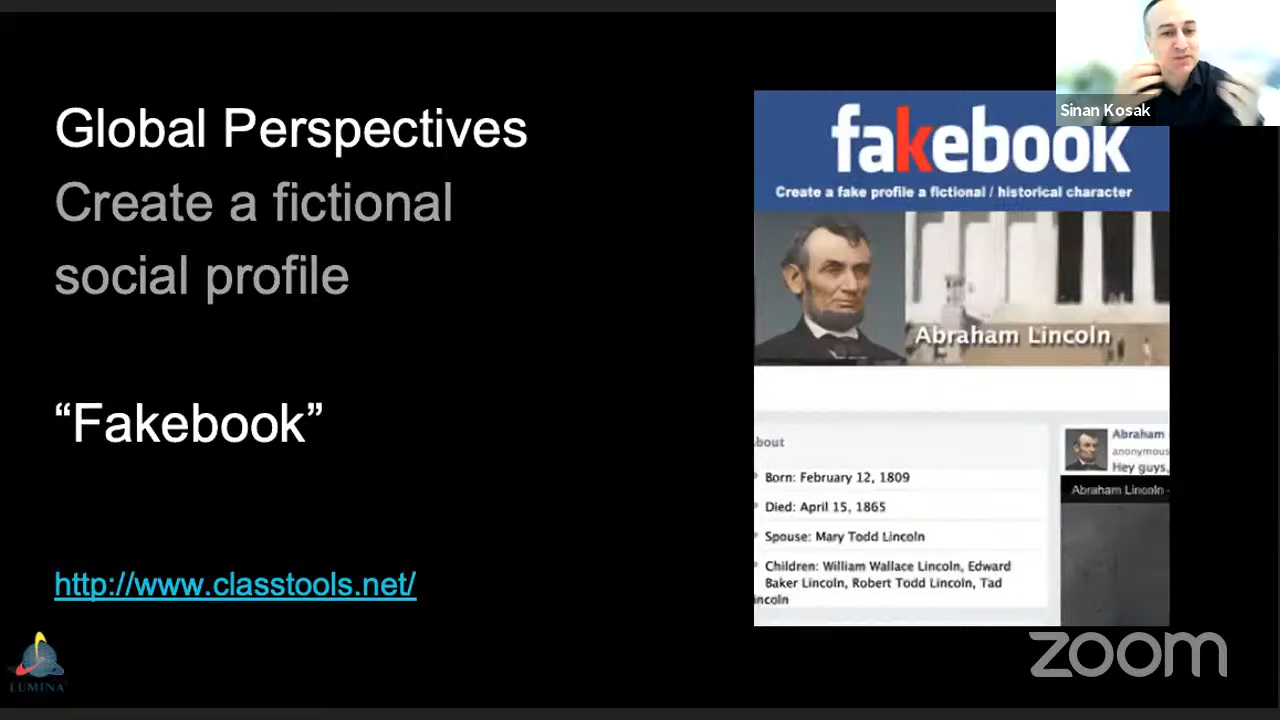 Global Perspectives
Create a fictional
social profile
“Fakebook”
http://www.classtools.net/
LUMINA
Sinan Kosak
fakebook
Create a fake profile a fictional / historical character
Abraham Lincoln
bout
Born: February 12, 1809
Died: April 15, 1865
Spouse: Mary Todd Lincoln
Children: William Wallace Lincoln, Edward
Baker Lincoln, Robert Todd Lincoln, Tad
incoln
Abraham
anonymous
Hey guys,
Abraham Lincoln -
zoom